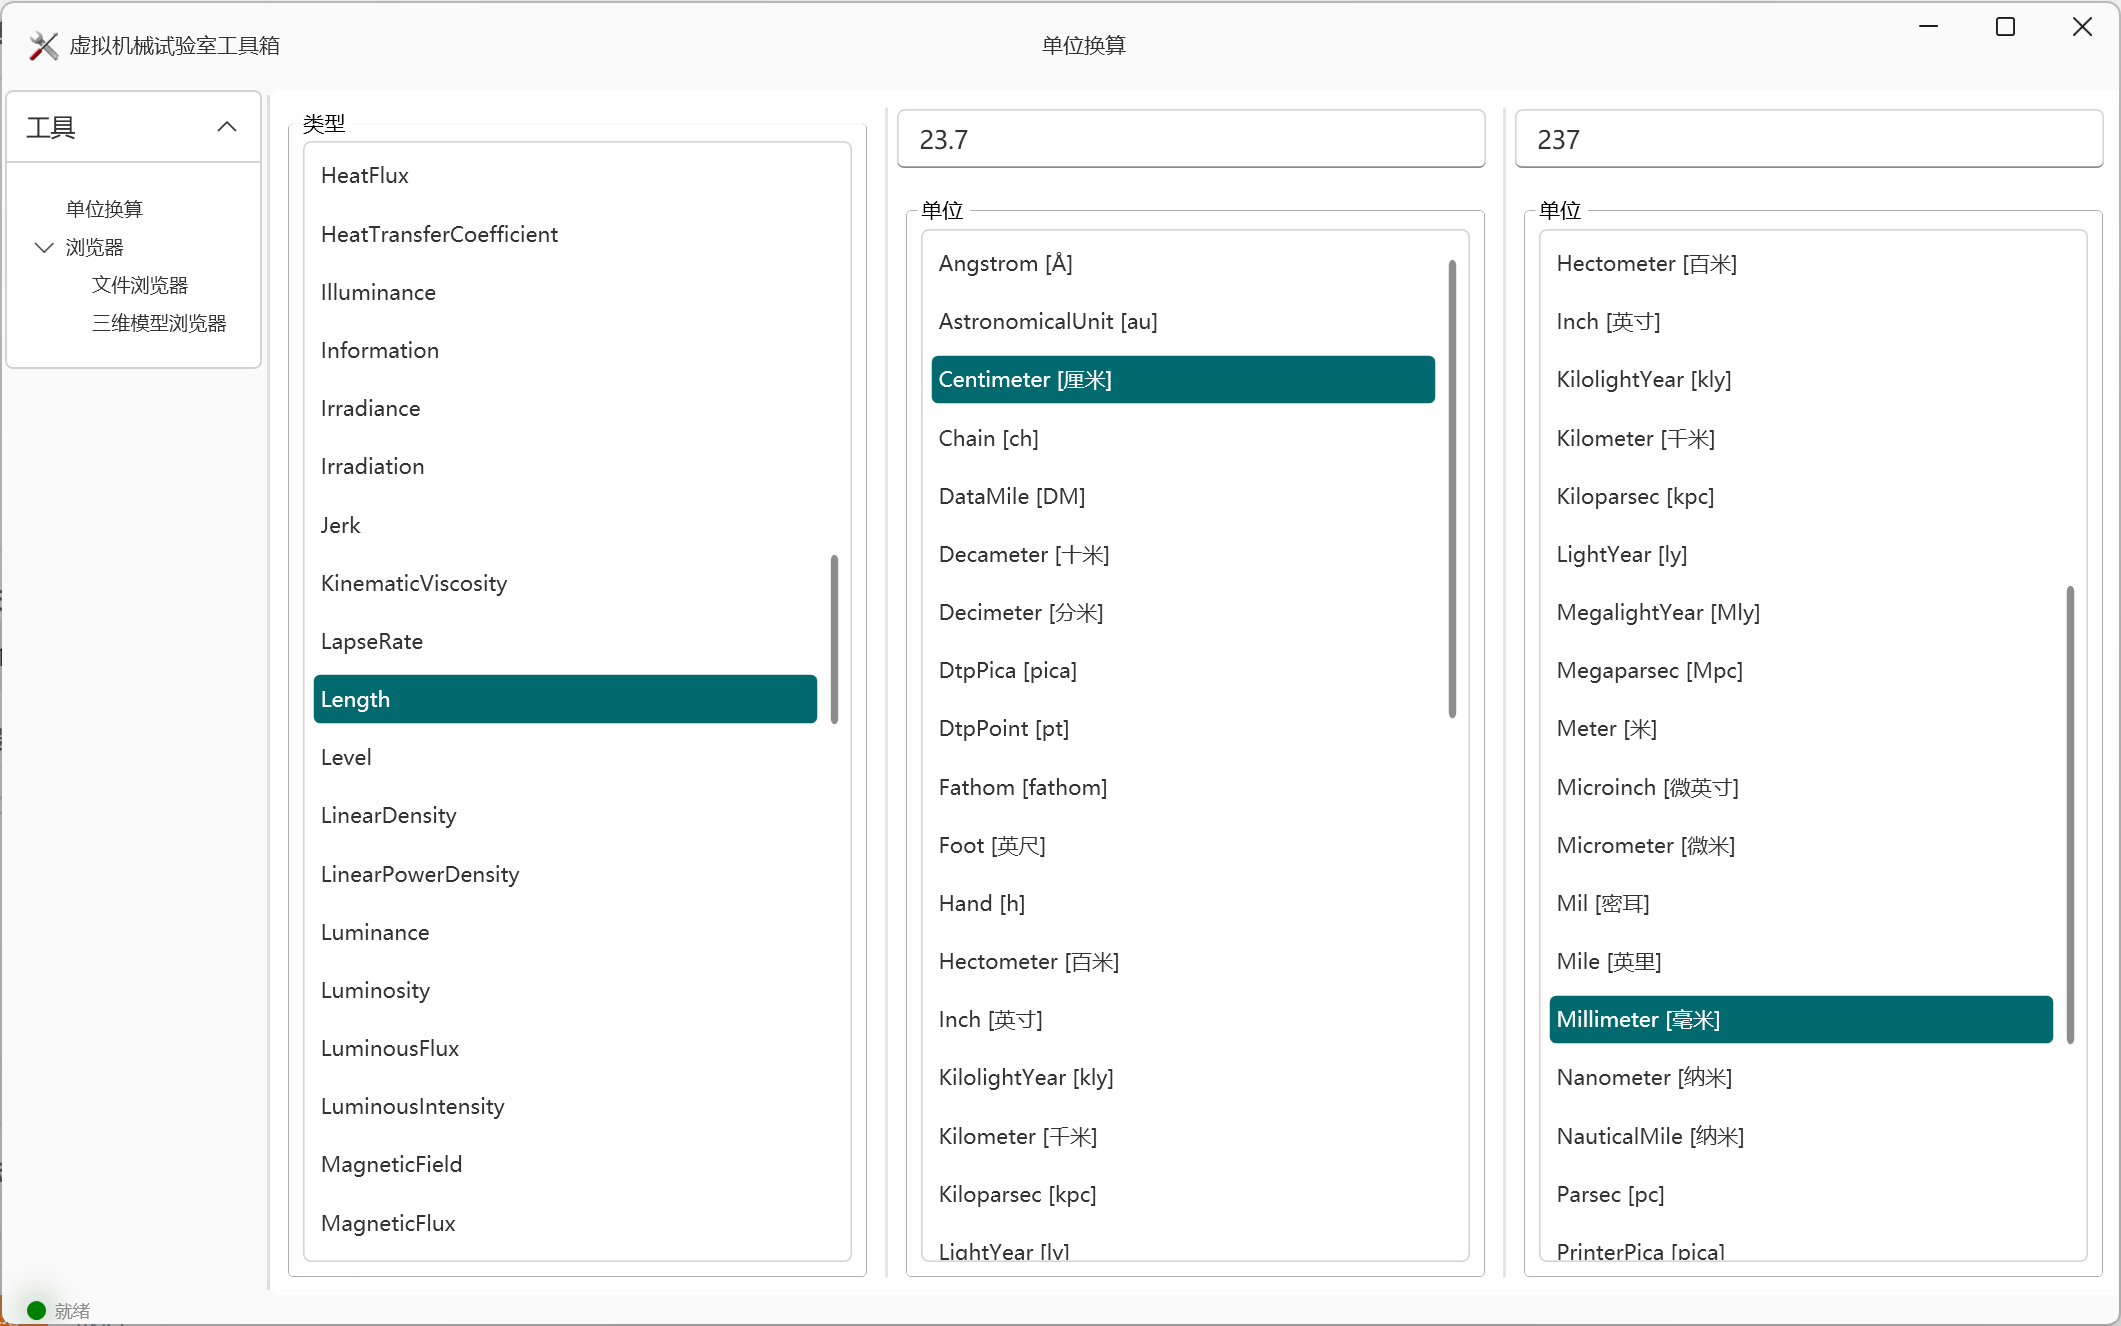 虚拟机械试验室工具箱
单位换算
工具
单位换算
浏览器
文件浏览器
三维模型浏览器
类型
HeatFlux
HeatTransferCoefficient
Illuminance
Information
Irradiance
Irradiation
Jerk
KinematicViscosity
LapseRate
Length
Level
LinearDensity
LinearPowerDensity
Luminance
Luminosity
LuminousFlux
LuminousIntensity
MagneticField
MagneticFlux
23.7
单位
Angstrom [Å]
AstronomicalUnit [au]
Centimeter [厘米]
Chain [ch]
DataMile [DM]
Decameter [十米]
Decimeter [分米]
DtpPica [pica]
DtpPoint [pt]
Fathom [fathom]
Foot [英尺]
Hand [h]
Hectometer [百米]
Inch [英寸]
KilolightYear [kly]
Kilometer [千米]
Kiloparsec [kpc]
LightYear [ly]
237
单位
Hectometer [百米]
Inch [英寸]
KilolightYear [kly]
Kilometer [千米]
Kiloparsec [kpc]
LightYear [ly]
MegalightYear [Mly]
Megaparsec [Mpc]
Meter [米]
Microinch [微英寸]
Micrometer [微米]
Mil [密耳]
Mile [英里]
Millimeter [毫米]
Nanometer [纳米]
NauticalMile [纳米]
Parsec [pc]
PrinterPica [pica]
就绪